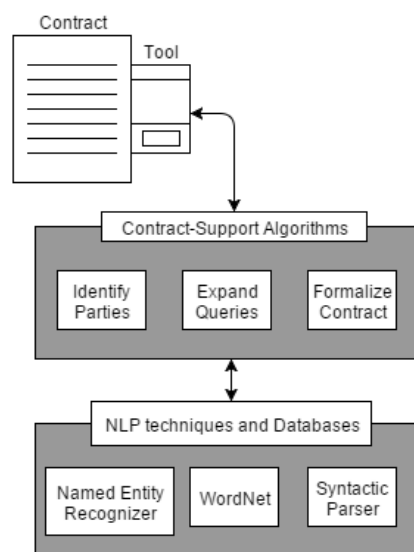 Contract
Tool
Contract-Support Algorithms
Identify
Parties
Expand
Queries
Formalize
Contract
NLP techniques and Databases
Named Entity
Recognizer
WordNet
Syntactic
Parser